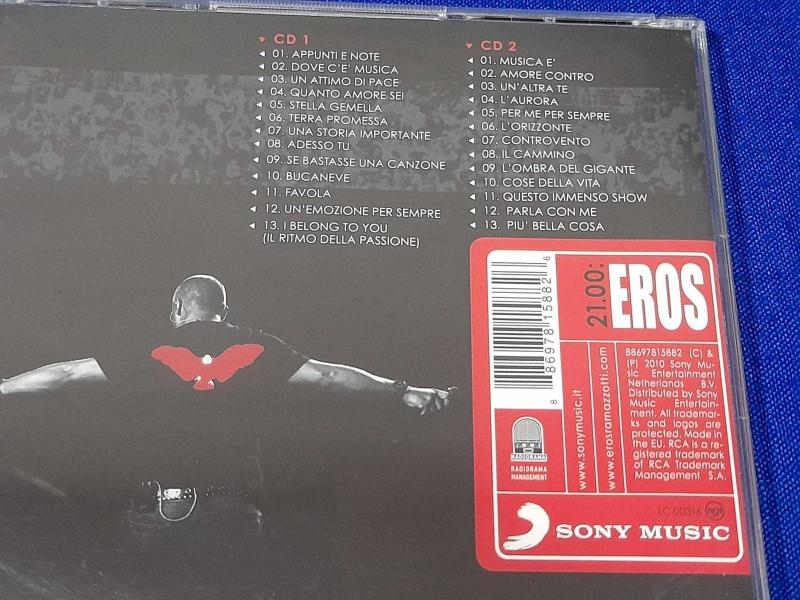 CD 1
01. APPUNTI E NOTE
02. DOVE C'E' MUSICA
03. UN ATTIMO DI PACE
04. QUANTO AMORE SEI
05. STELLA GEMELLA
06. TERRA PROMESSA
07. UNA STORIA IMPORTANTE
08. ADESSO TU
09. SE BASTASSE UNA CANZONE
10. BUCANEVE
11. FAVOLA
12. UN'EMOZIONE PER SEMPRE
13. I BELONG TO YOU
(IL RITMO DELLA PASSIONE)
CD 2
01. MUSICA E'
02. AMORE CONTRO
03. UN'ALTRA TE
04. L'AURORA
05. PER ME PER SEMPRE
06. L'ORIZZONTE
07. CONTROVENTO
08. IL CAMMINO
09. L'OMBRA DEL GIGANTE
10. COSE DELLA VITA
11. QUESTO IMMENSO SHOW
12. PARLA CON ME
13. PIU' BELLA COSA
8 86978 15882 6
21.00:
EROS
RADIORAMA
RADIORAMA
MANAGEMENT
www.sonymusic.it
www.erosramazzotti.com
88697815882 (C) &
(P) 2010 Sony Mu-
sic Entertainment
Netherlands B.V.
Distributed by Sony
Music Entertain-
ment. All trademar-
ks and logos are
protected. Made in
the EU. RCA is a re-
gistered trademark
of RCA Trademark
Management S.A.
LC 00316
RCA
SONY MUSIC